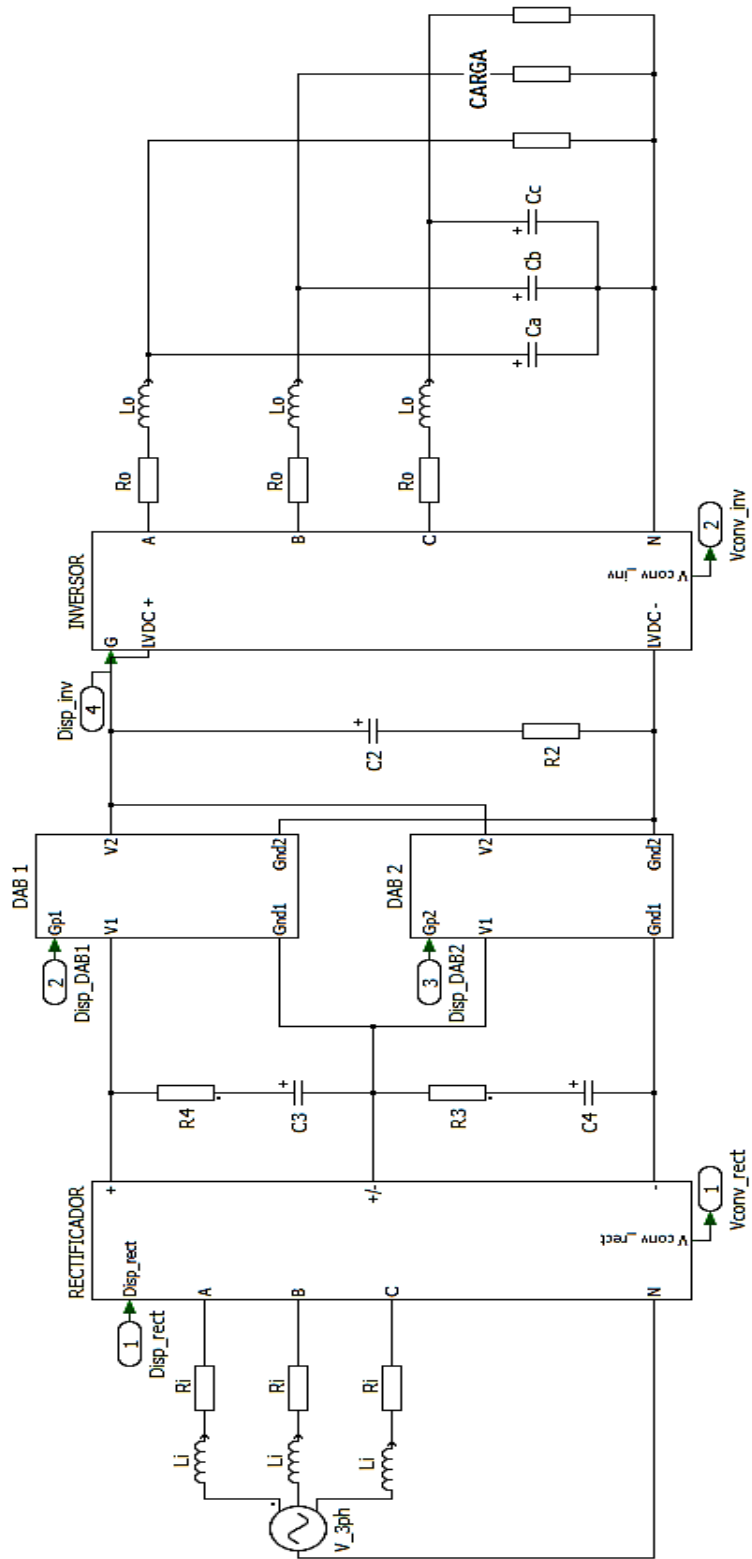 RECTIFICADOR
1
Disp_rect
Disp_rect
V_3ph
Li
Ri
A
Li
Ri
B
Li
Ri
C
N
+
+/-
-
Vconv_rect
1
Vconv_rect
R4
C3
+
R3
C4
+
DAB 1
2
Disp_DAB1
Gp1
V1
V2
Gnd1
Gnd2
DAB 2
3
Disp_DAB2
Gp2
V1
V2
Gnd1
Gnd2
C2
+
R2
INVERSOR
Disp_inv
4
G
LVDC +
LVDC -
A
B
C
N
Vconv_inv
2
Vconv_inv
Ro
Lo
Ro
Lo
Ro
Lo
+
Ca
+
Cb
+
Cc
CARGA